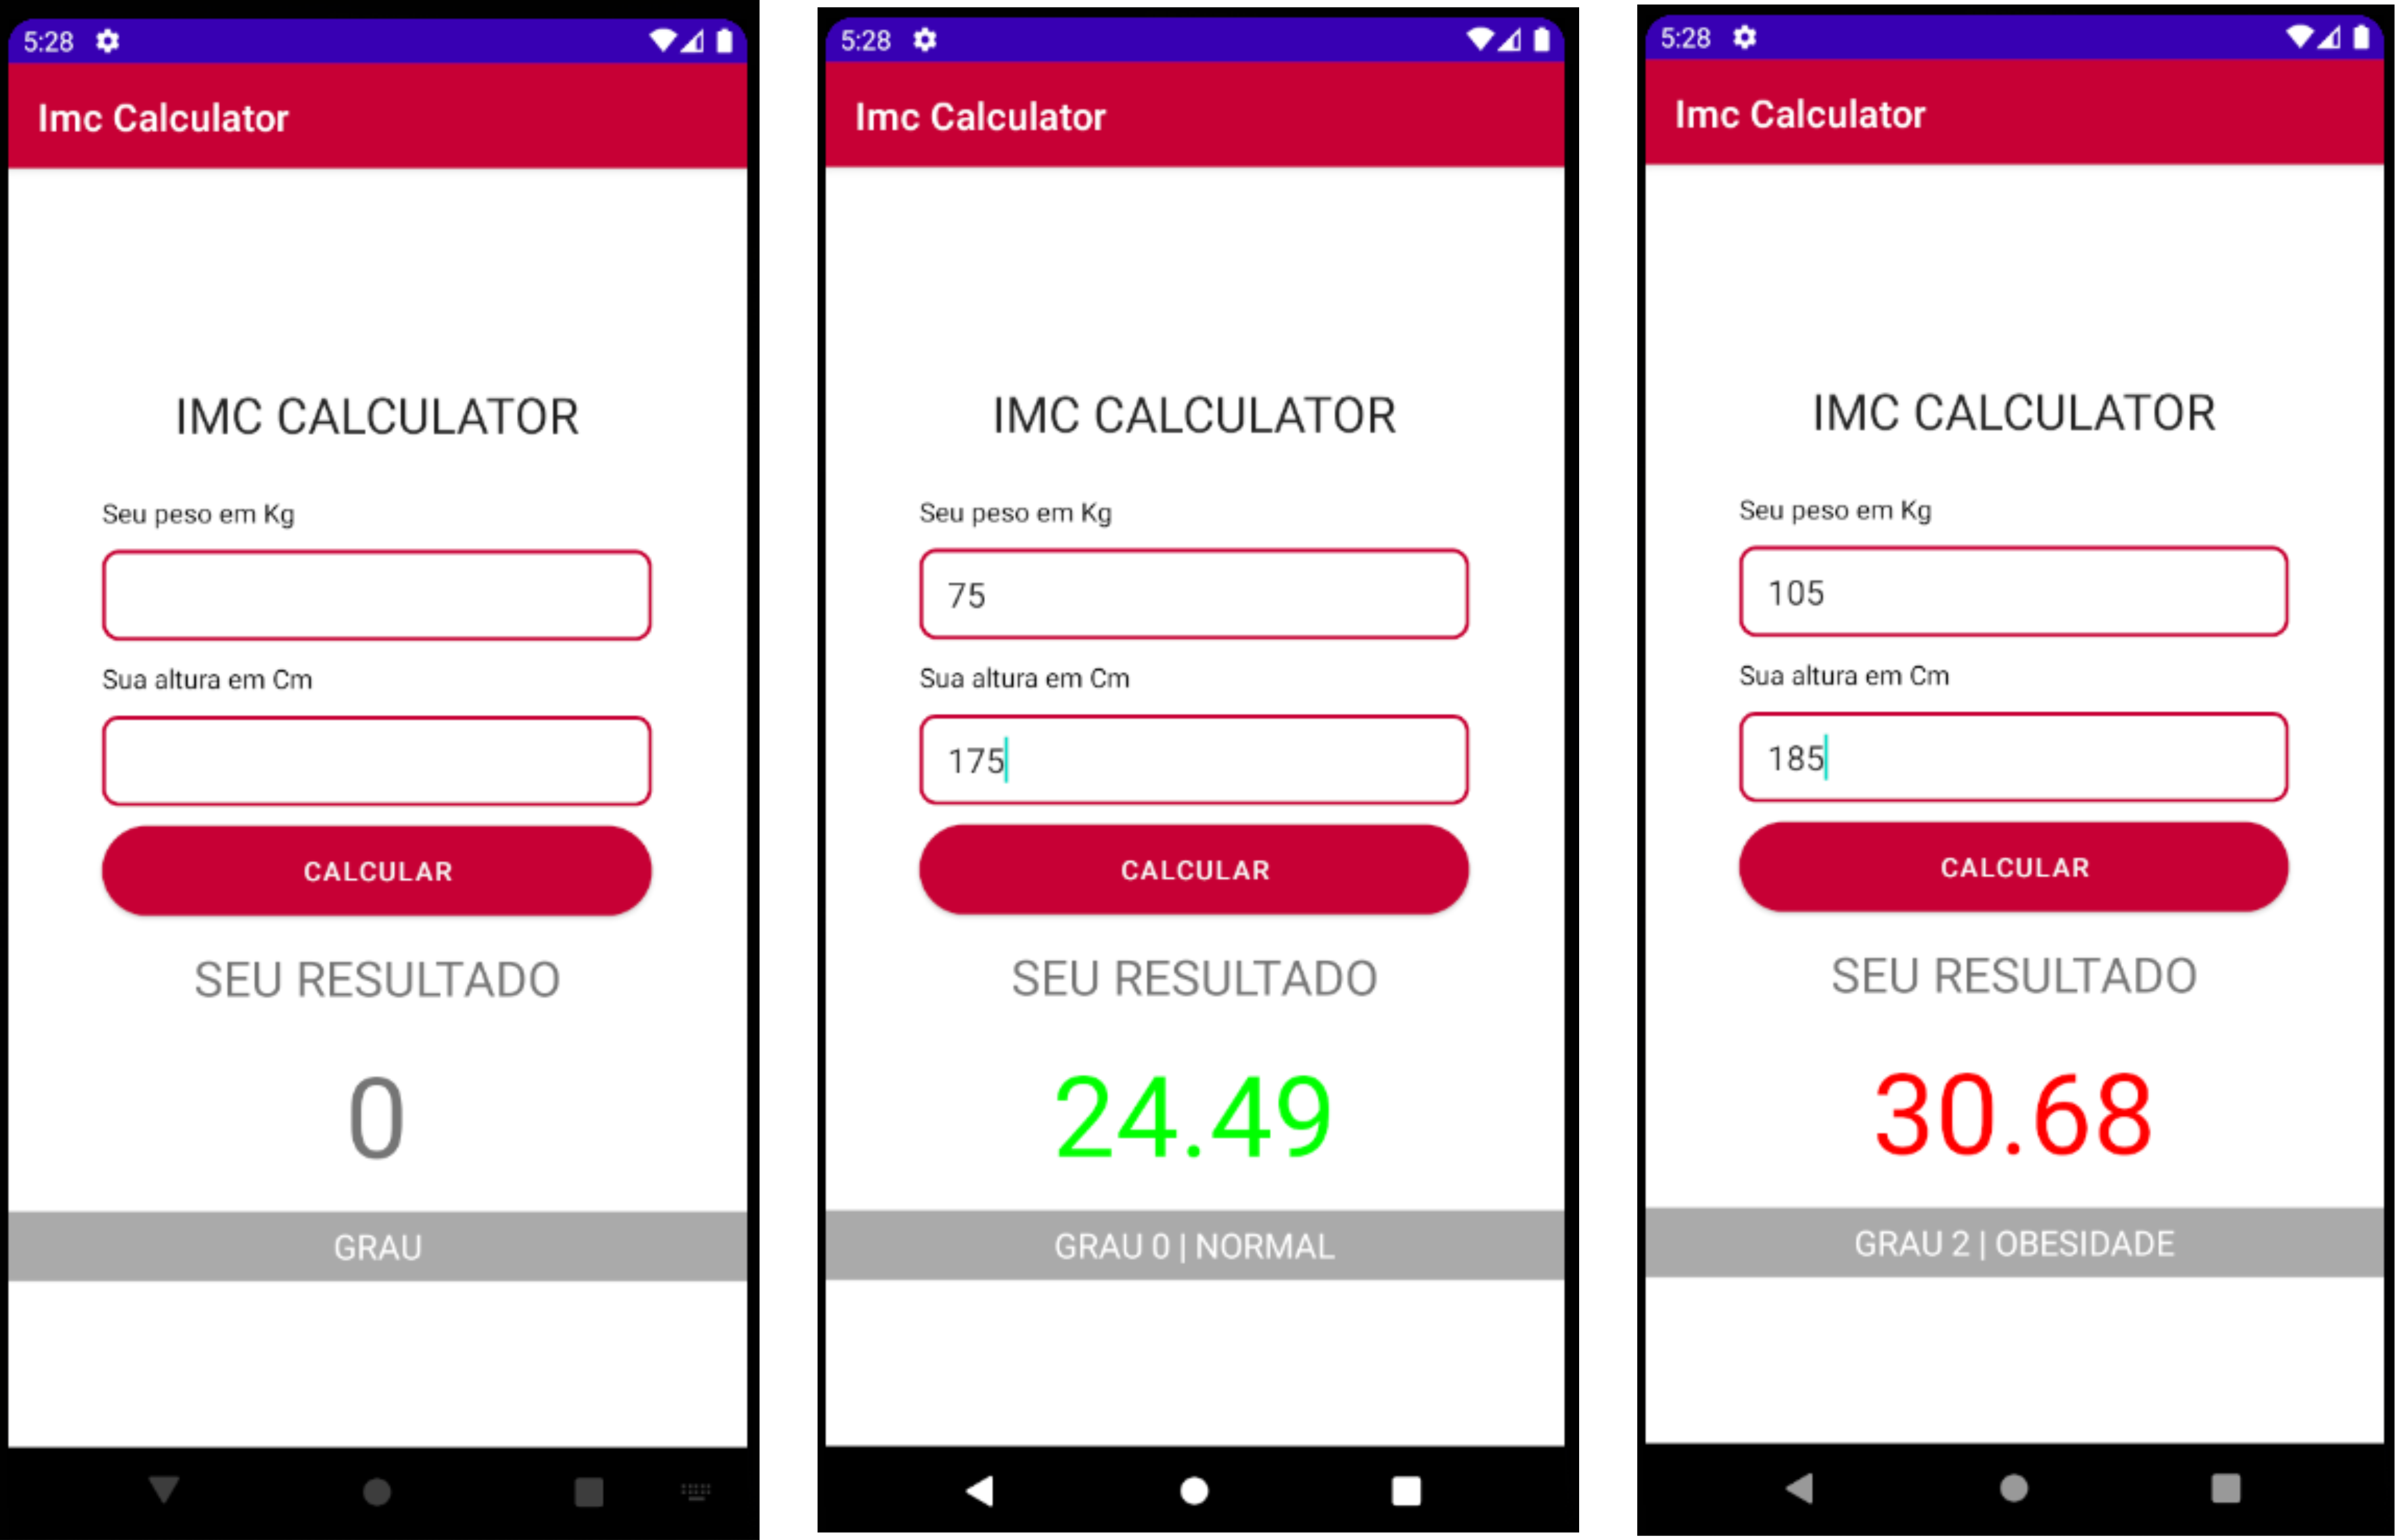 5:28
Imc Calculator
IMC CALCULATOR
Seu peso em Kg
Sua altura em Cm
CALCULAR
SEU RESULTADO
0
GRAU
5:28
Imc Calculator
IMC CALCULATOR
Seu peso em Kg
75
Sua altura em Cm
175
CALCULAR
SEU RESULTADO
24.49
GRAU 0 | NORMAL
5:28
Imc Calculator
IMC CALCULATOR
Seu peso em Kg
105
Sua altura em Cm
185
CALCULAR
SEU RESULTADO
30.68
GRAU 2 | OBESIDADE